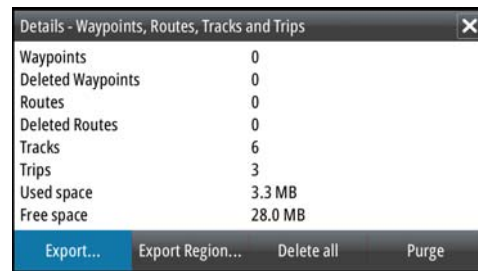 Details - Waypoints, Routes, Tracks and Trips
Waypoints 0
Deleted Waypoints 0
Routes 0
Deleted Routes 0
Tracks 6
Trips 3
Used space 3.3 MB
Free space 28.0 MB
Export... Export Region... Delete all Purge